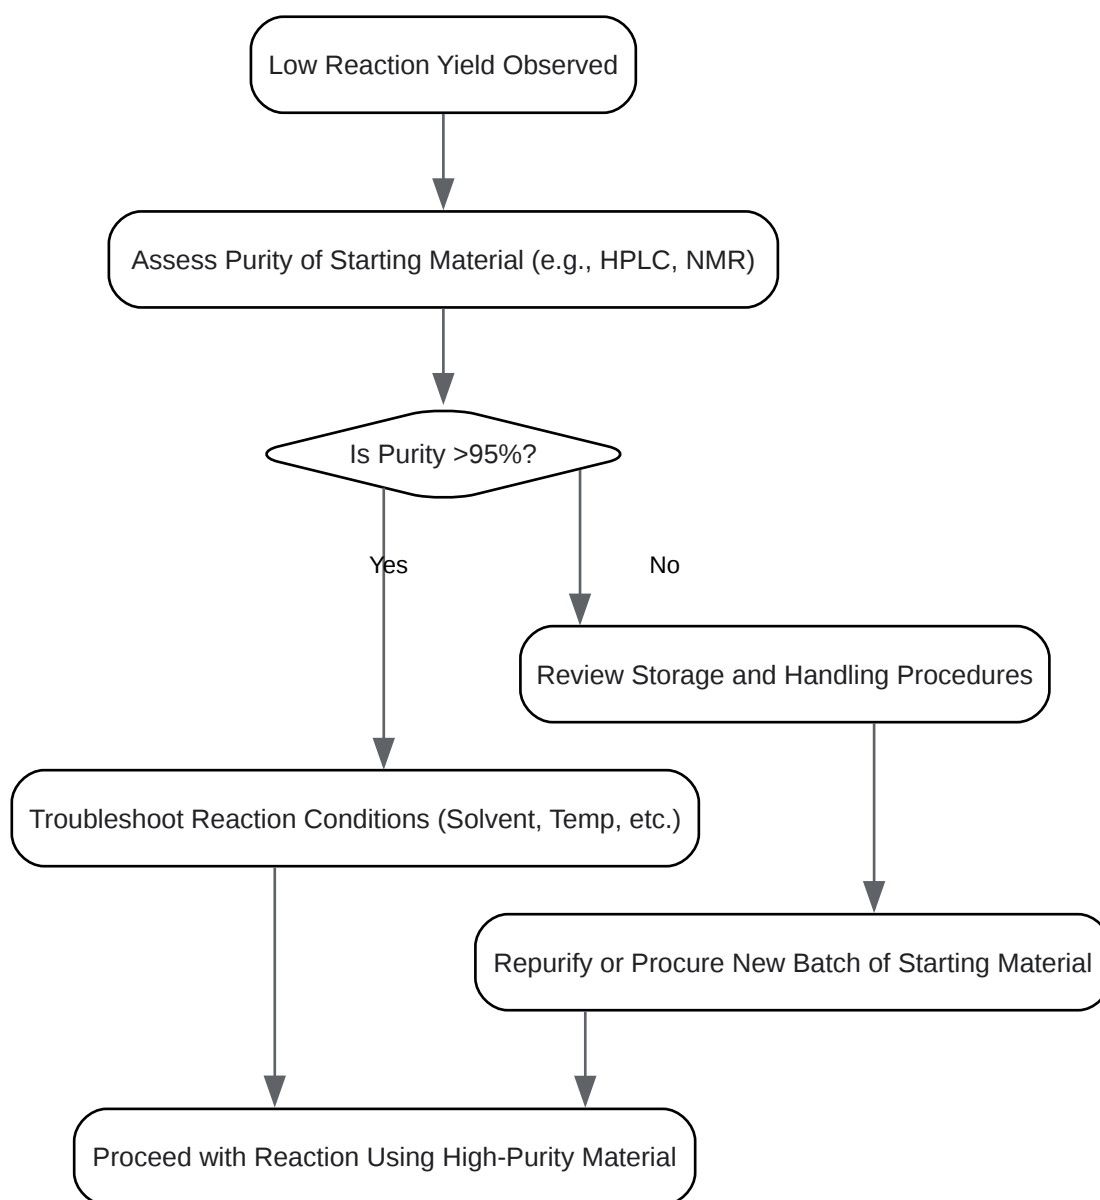 Low Reaction Yield Observed
Assess Purity of Starting Material (e.g., HPLC, NMR)
Is Purity >95%?
Yes
No
Review Storage and Handling Procedures
Troubleshoot Reaction Conditions (Solvent, Temp, etc.)
Repurify or Procure New Batch of Starting Material
Proceed with Reaction Using High-Purity Material